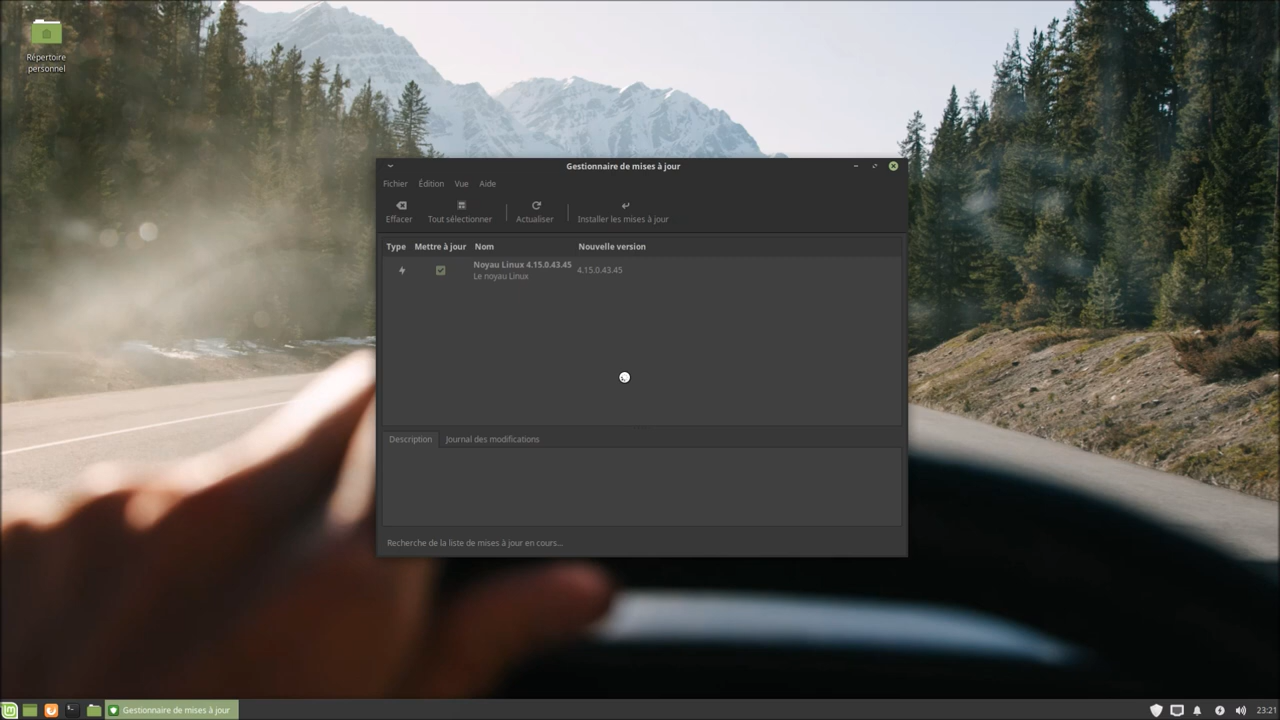 Répertoire
personnel
Gestionnaire de mises à jour
Fichier Édition Vue Aide
Effacer Tout sélectionner Actualiser Installer les mises à jour
Type Mettre à jour Nom Nouvelle version
Noyau Linux 4.15.0.43.45 4.15.0.43.45
Le noyau Linux
Description Journal des modifications
Recherche de la liste de mises à jour en cours...
Gestionnaire de mises à jour 23:21